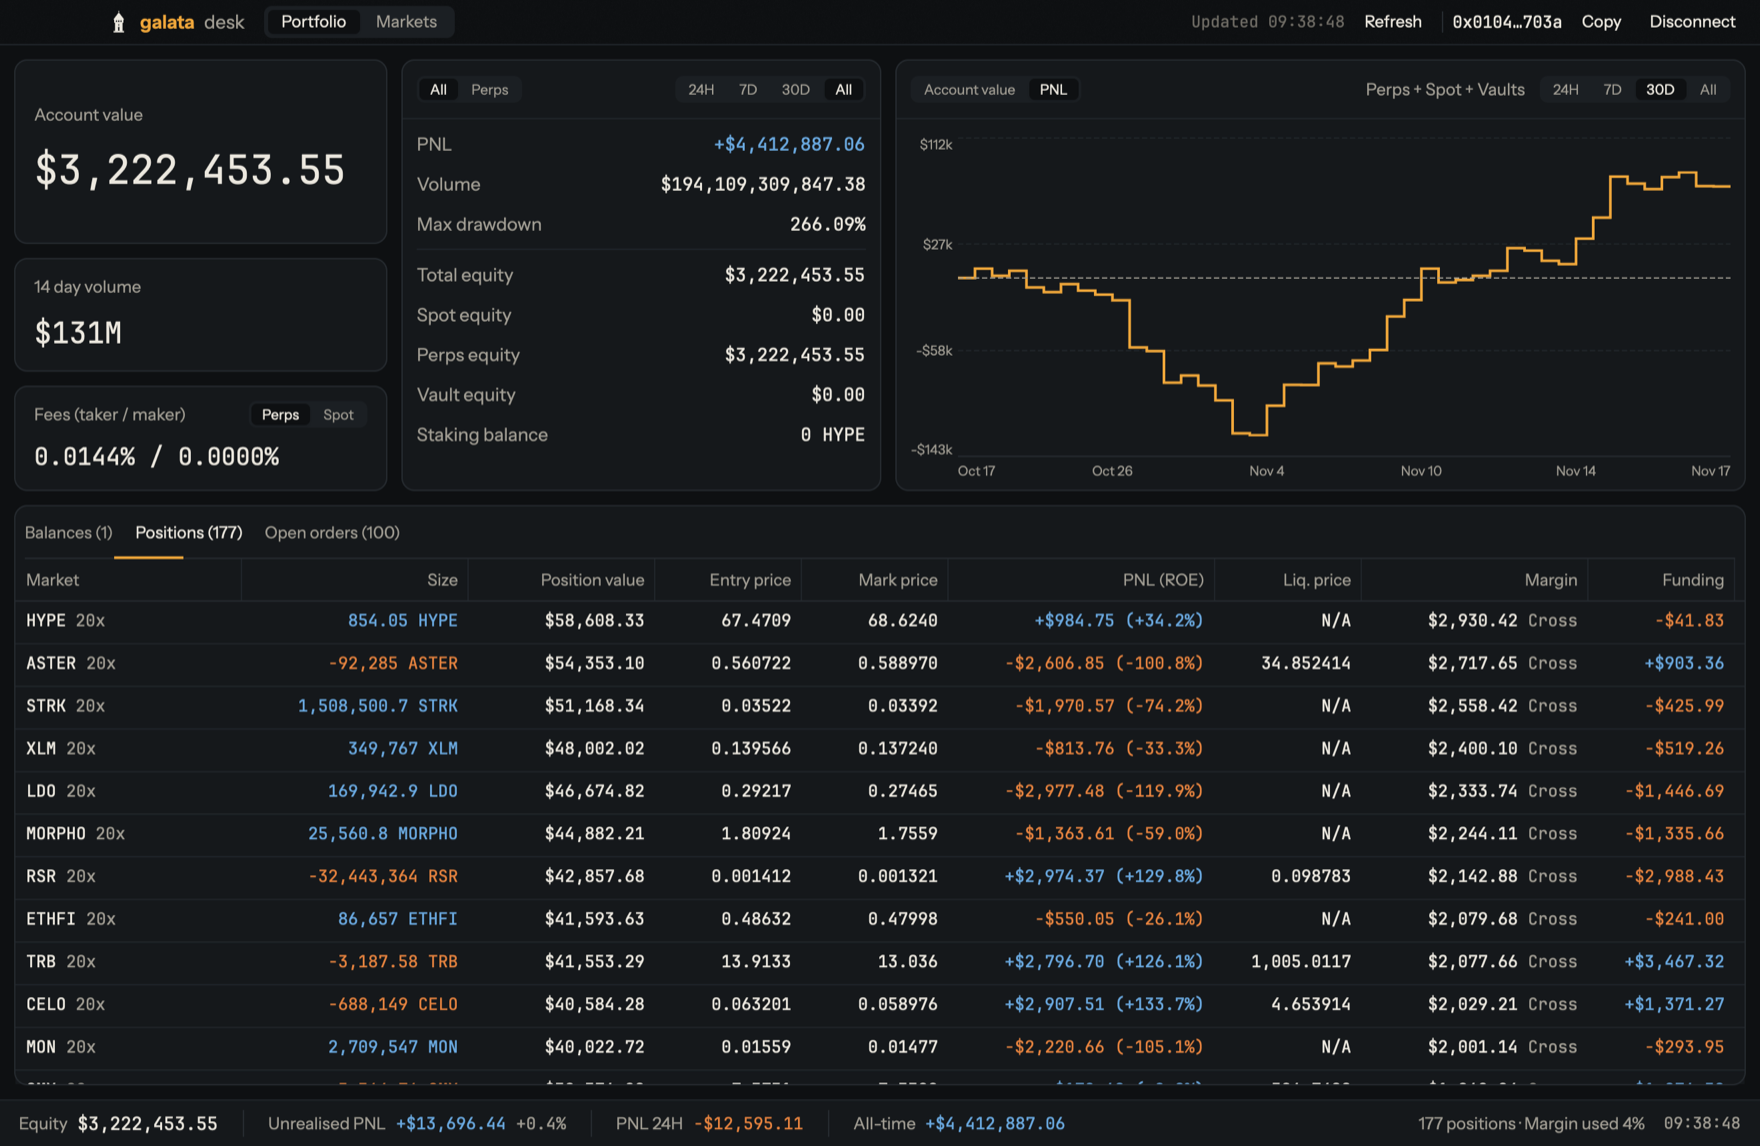 galata desk Portfolio Markets Updated 09:38:48 Refresh 0x0104…703a Copy Disconnect
Account value
$3,222,453.55
14 day volume
$131M
Fees (taker / maker) Perps Spot
0.0144% / 0.0000%
All Perps 24H 7D 30D All
PNL +$4,412,887.06
Volume $194,109,309,847.38
Max drawdown 266.09%
Total equity $3,222,453.55
Spot equity $0.00
Perps equity $3,222,453.55
Vault equity $0.00
Staking balance 0 HYPE
Account value PNL Perps + Spot + Vaults 24H 7D 30D All
$112k
$27k
-$58k
-$143k
Oct 17 Oct 26 Nov 4 Nov 10 Nov 14 Nov 17
Balances (1) Positions (177) Open orders (100)
Market Size Position value Entry price Mark price PNL (ROE) Liq. price Margin Funding
HYPE 20x 854.05 HYPE $58,608.33 67.4709 68.6240 +$984.75 (+34.2%) N/A $2,930.42 Cross -$41.83
ASTER 20x -92,285 ASTER $54,353.10 0.560722 0.588970 -$2,606.85 (-100.8%) 34.852414 $2,717.65 Cross +$903.36
STRK 20x 1,508,500.7 STRK $51,168.34 0.03522 0.03392 -$1,970.57 (-74.2%) N/A $2,558.42 Cross -$425.99
XLM 20x 349,767 XLM $48,002.02 0.139566 0.137240 -$813.76 (-33.3%) N/A $2,400.10 Cross -$519.26
LDO 20x 169,942.9 LDO $46,674.82 0.29217 0.27465 -$2,977.48 (-119.9%) N/A $2,333.74 Cross -$1,446.69
MORPHO 20x 25,560.8 MORPHO $44,882.21 1.80924 1.7559 -$1,363.61 (-59.0%) N/A $2,244.11 Cross -$1,335.66
RSR 20x -32,443,364 RSR $42,857.68 0.001412 0.001321 +$2,974.37 (+129.8%) 0.098783 $2,142.88 Cross -$2,988.43
ETHFI 20x 86,657 ETHFI $41,593.63 0.48632 0.47998 -$550.05 (-26.1%) N/A $2,079.68 Cross -$241.00
TRB 20x -3,187.58 TRB $41,553.29 13.9133 13.036 +$2,796.70 (+126.1%) 1,005.0117 $2,077.66 Cross +$3,467.32
CELO 20x -688,149 CELO $40,584.28 0.063201 0.058976 +$2,907.51 (+133.7%) 4.653914 $2,029.21 Cross +$1,371.27
MON 20x 2,709,547 MON $40,022.72 0.01559 0.01477 -$2,220.66 (-105.1%) N/A $2,001.14 Cross -$293.95
Equity $3,222,453.55 Unrealised PNL +$13,696.44 +0.4% PNL 24H -$12,595.11 All-time +$4,412,887.06 177 positions · Margin used 4% 09:38:48